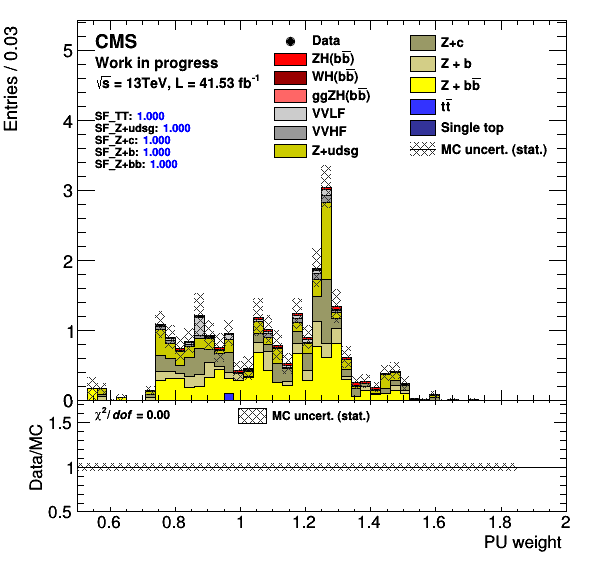 Entries / 0.03
5
4
3
2
1
0
CMS
Work in progress
√s = 13TeV, L = 41.53 fb⁻¹
SF_TT: 1.000
SF_Z+udsg: 1.000
SF_Z+c: 1.000
SF_Z+b: 1.000
SF_Z+bb: 1.000
Data
ZH(bb̅)
WH(bb̅)
ggZH(bb̅)
VVLF
VVHF
Z+udsg
Z+c
Z + b
Z + bb̅
tt̅
Single top
MC uncert. (stat.)
Data/MC
1.5
1
0.5
χ²/dof = 0.00
MC uncert. (stat.)
0.6 0.8 1 1.2 1.4 1.6 1.8 2
PU weight